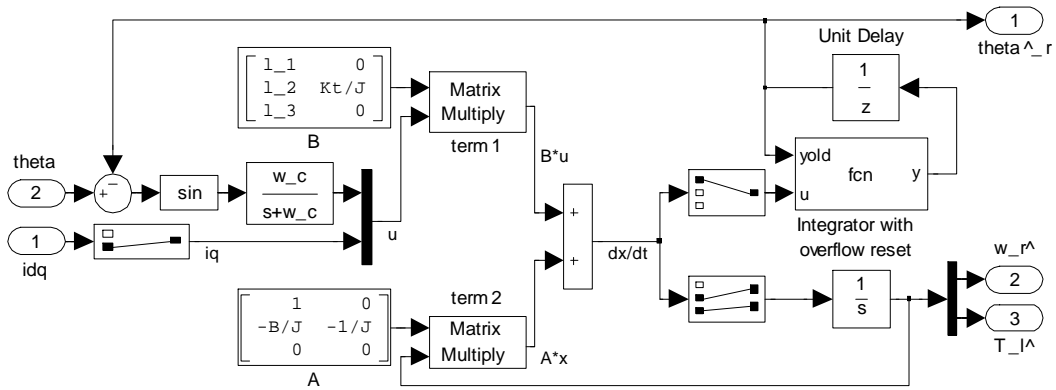 1
theta ^_ r
Unit Delay
1
z
l_1 0
l_2 Kt/J
l_3 0
B
Matrix
Multiply
term 1
B*u
theta
2
+
−
sin
w_c
s+w_c
u
1
idq
iq
yold
u
fcn
y
Integrator with
overflow reset
+
+
dx/dt
1
s
w_r^
2
3
T_l^
1 0
-B/J -1/J
0 0
A
term 2
Matrix
Multiply
A*x